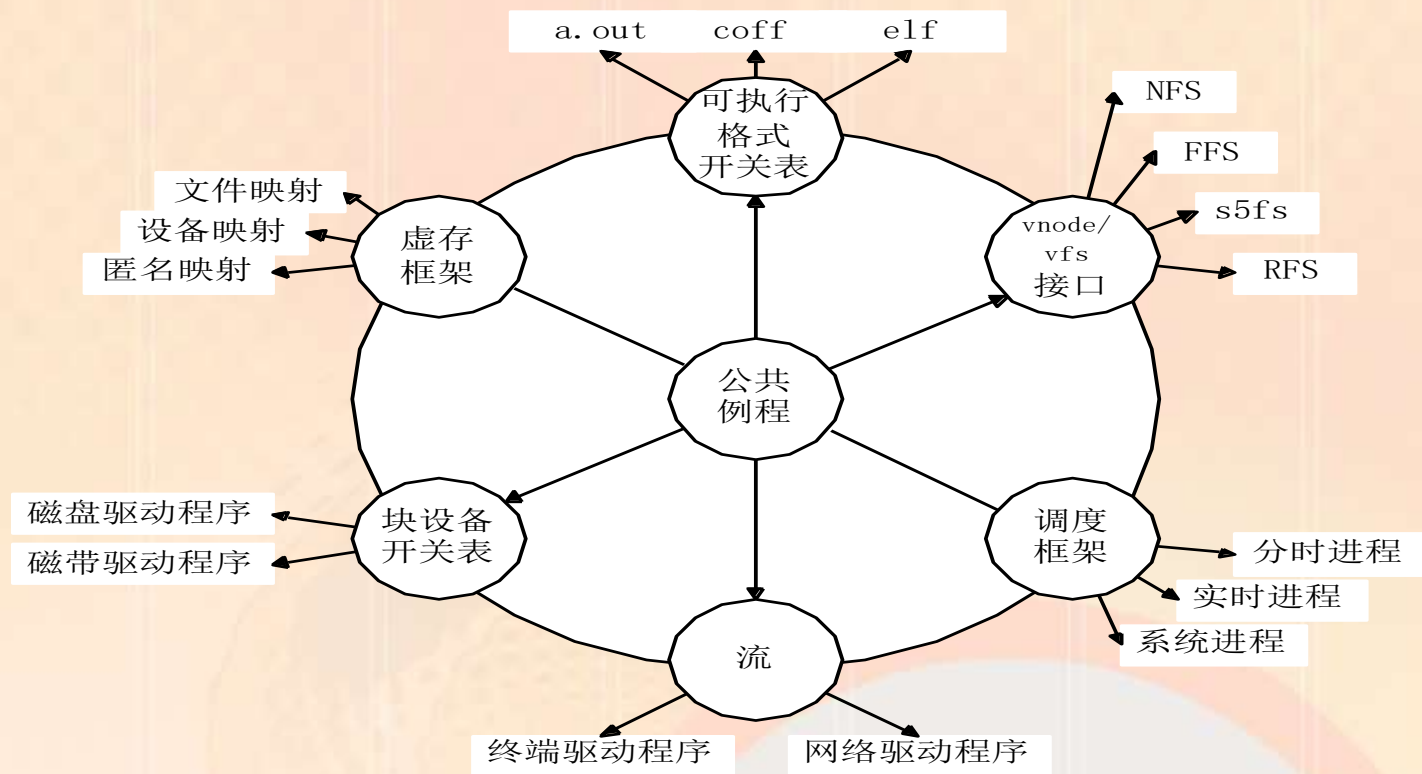 a.out coff elf
可执行
格式
开关表
NFS
FFS
s5fs
RFS
vnode/
vfs
接口
文件映射
设备映射
匿名映射
虚存
框架
公共
例程
磁盘驱动程序
磁带驱动程序
块设备
开关表
调度
框架
分时进程
实时进程
系统进程
流
终端驱动程序
网络驱动程序